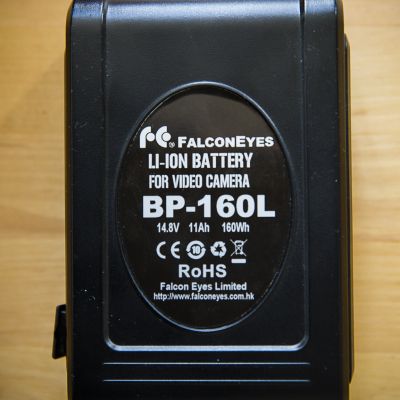 FC® FALCONEYES
LI-ION BATTERY
FOR VIDEO CAMERA
BP-160L
14.8V 11Ah 160Wh
CE 10
RoHS
Falcon Eyes Limited
http://www.falconeyes.com.hk